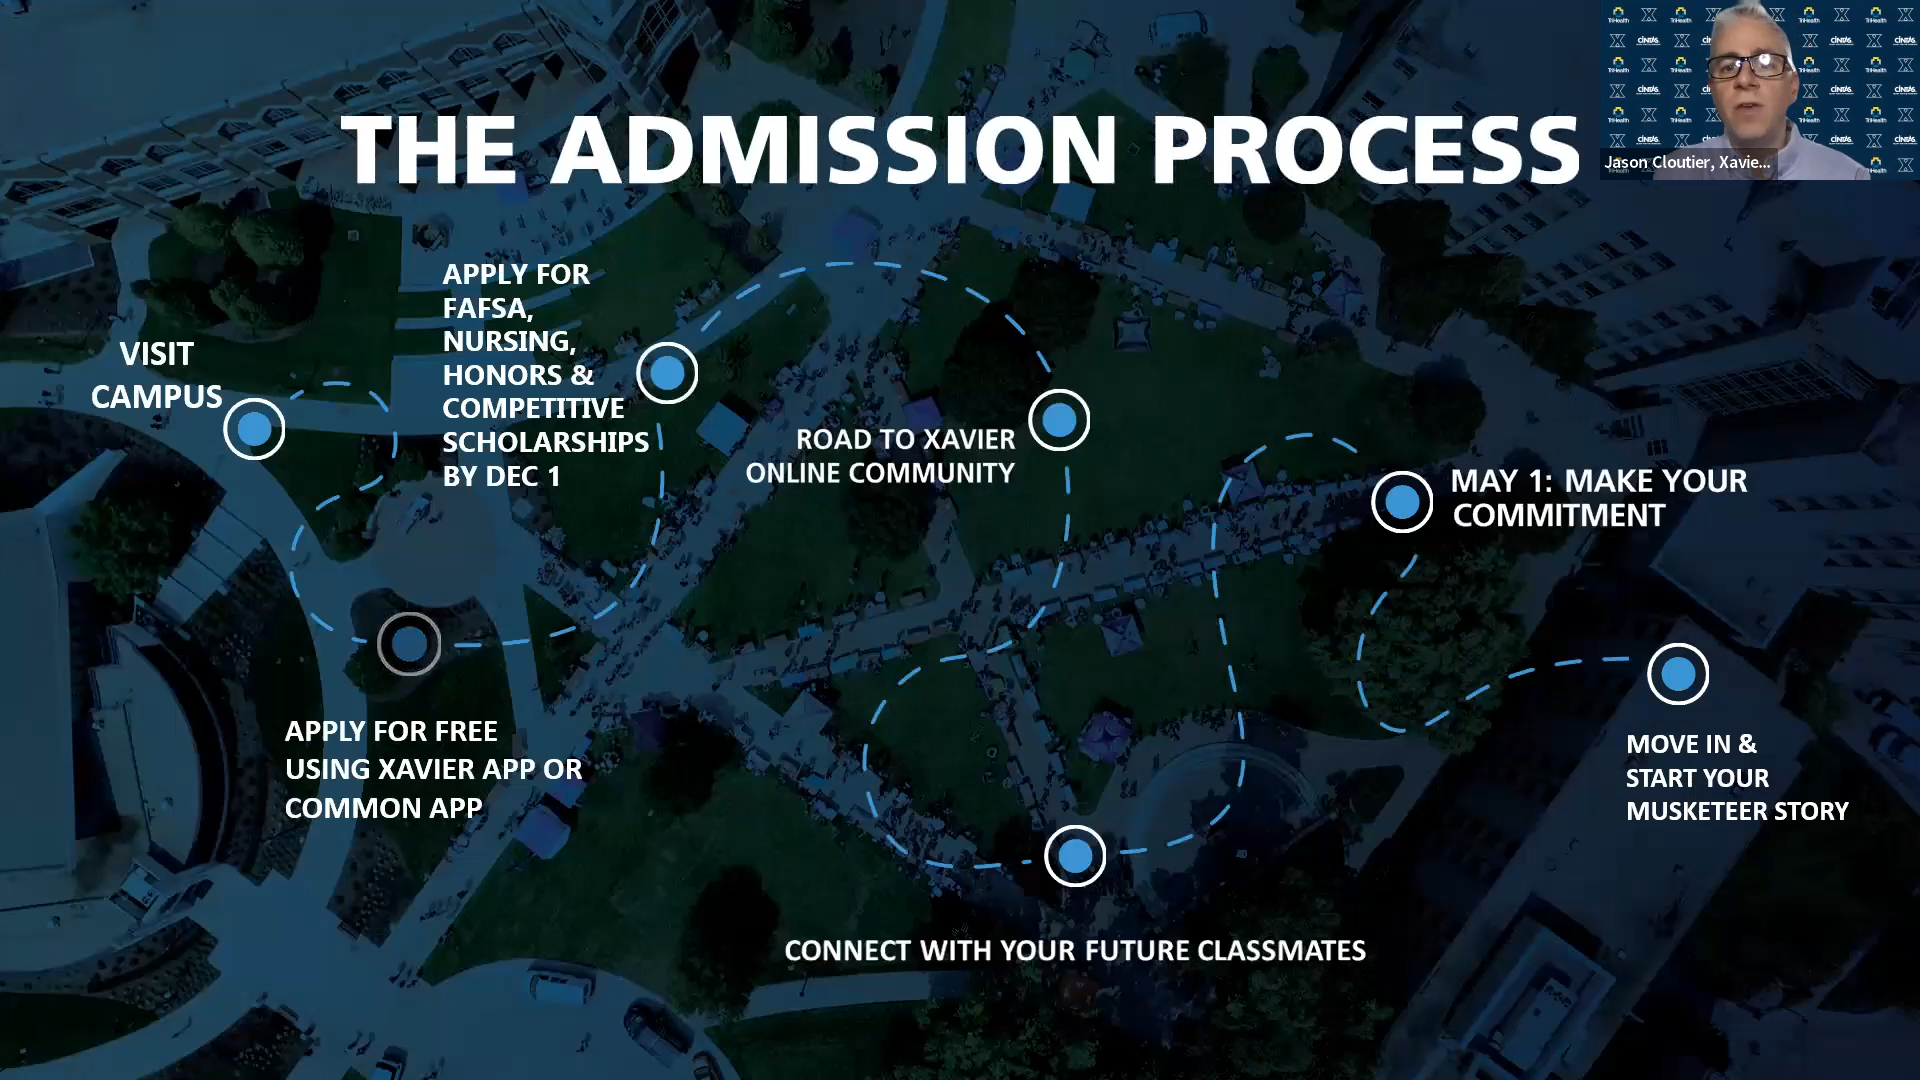 THE ADMISSION PROCESS
Jason Cloutier, Xavie...
TriHealth
CINTAS
VISIT
CAMPUS
APPLY FOR
FAFSA,
NURSING,
HONORS &
COMPETITIVE
SCHOLARSHIPS
BY DEC 1
ROAD TO XAVIER
ONLINE COMMUNITY
MAY 1: MAKE YOUR
COMMITMENT
APPLY FOR FREE
USING XAVIER APP OR
COMMON APP
MOVE IN &
START YOUR
MUSKETEER STORY
CONNECT WITH YOUR FUTURE CLASSMATES